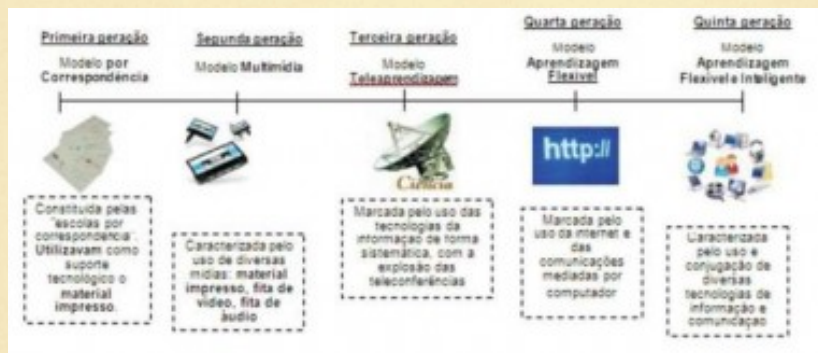 Primeira geração
Modelo por
Correspondência
Segunda geração
Modelo Multimídia
Terceira geração
Modelo
Teleaprendizagem
Quarta geração
Modelo
Aprendizagem
Flexível
Quinta geração
Modelo
Aprendizagem
Flexível e Inteligente
Ciência
http://
Constituída pelas
"escolas por
correspondência".
Utilizavam como
suporte
tecnológico o
material
impresso.
Caracterizada pelo
uso de diversas
mídias: material
impresso, fita de
vídeo, fita de
áudio
Marcada pelo uso das
tecnologias da
informação de forma
sistemática, com a
explosão das
teleconferências
Marcada pelo
uso da internet e
das
comunicações
mediadas por
computador
Caracterizada
pelo uso e
conjugação de
diversas
tecnologias de
informação e
comunicação